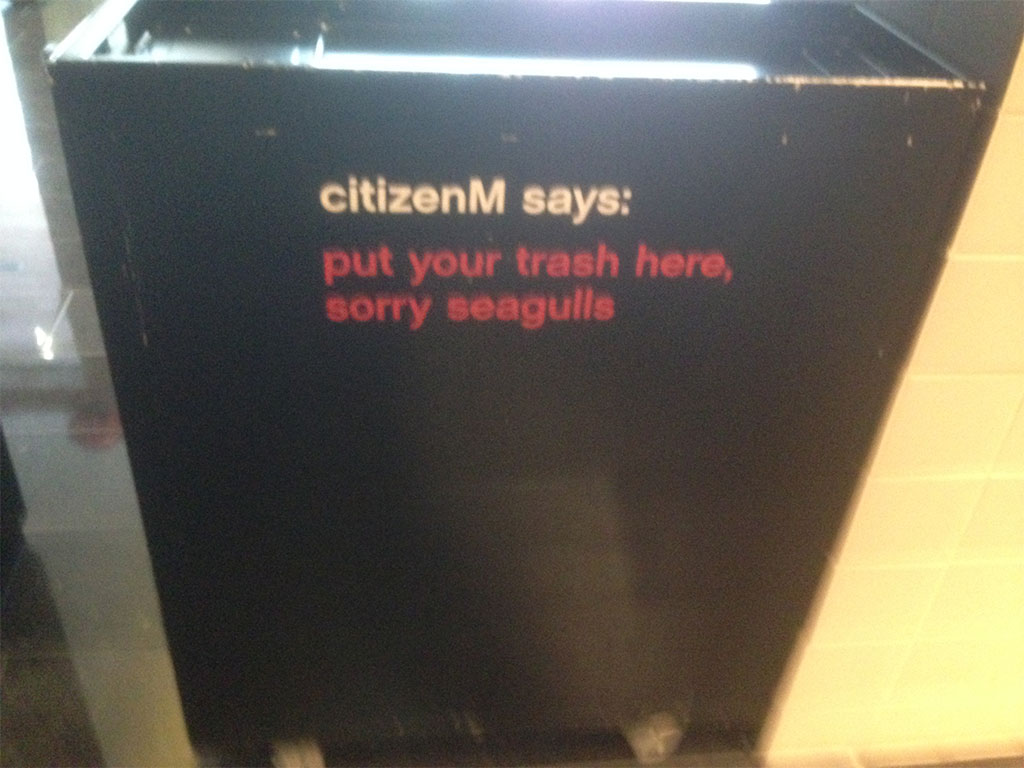 citizenM says:
put your trash here,
sorry seagulls